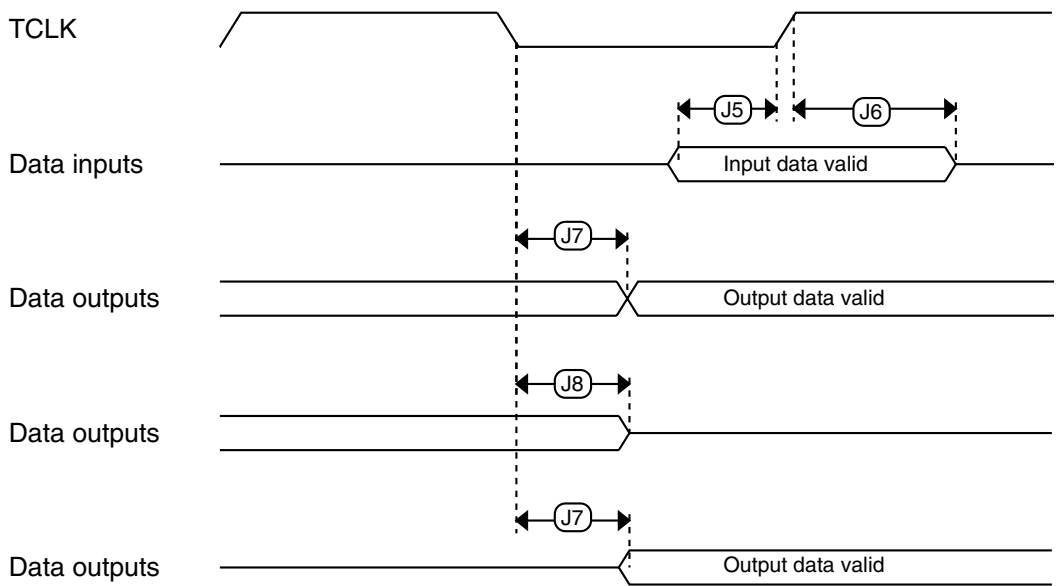 TCLK
J5
J6
Data inputs
Input data valid
J7
Data outputs
Output data valid
J8
Data outputs
J7
Data outputs
Output data valid